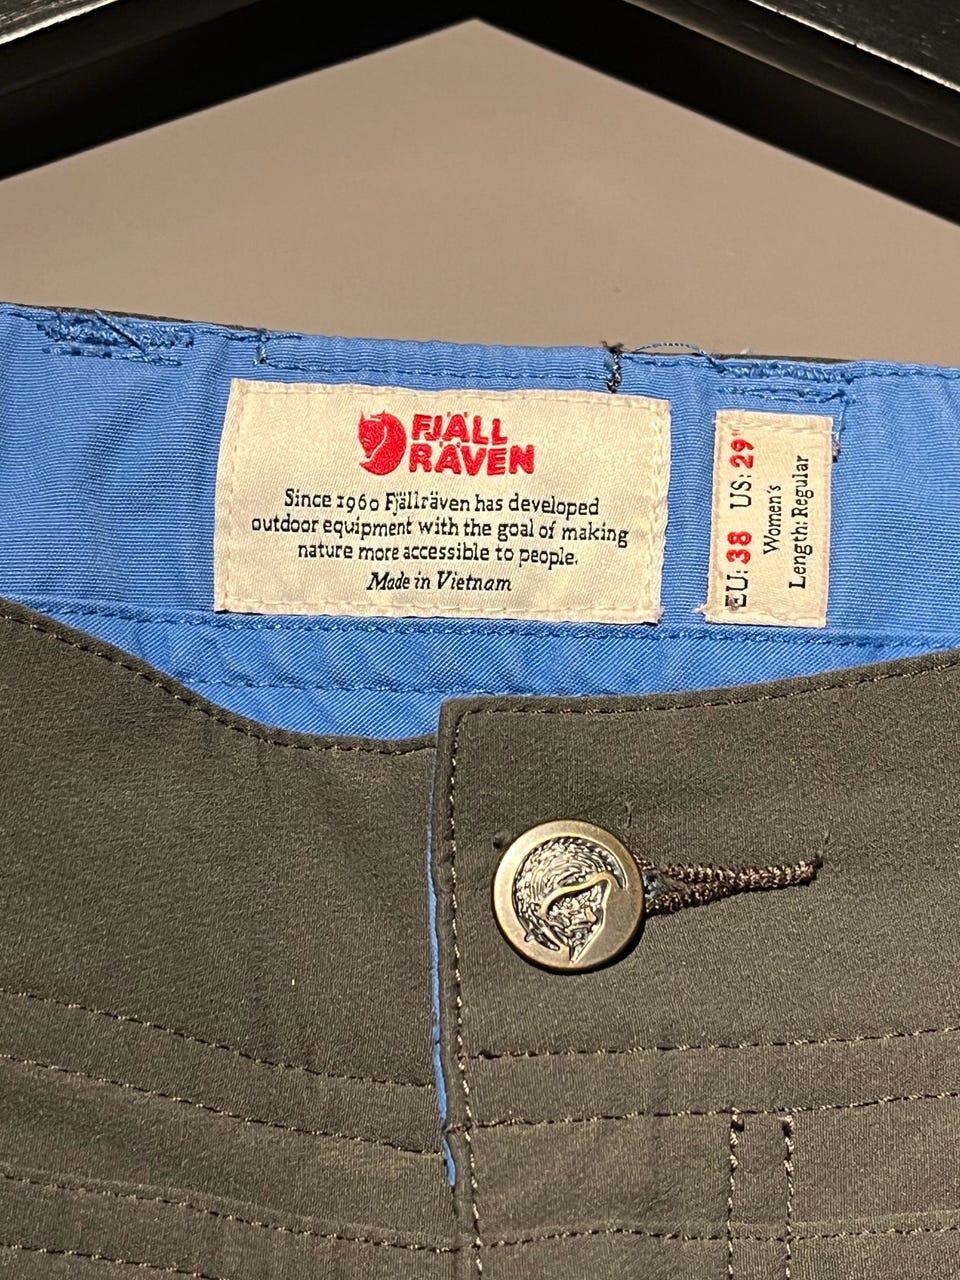 FJÄLL
RÄVEN
Since 1960 Fjällräven has developed
outdoor equipment with the goal of making
nature more accessible to people.
Made in Vietnam
EU: 38 US: 29"
Women's
Length: Regular